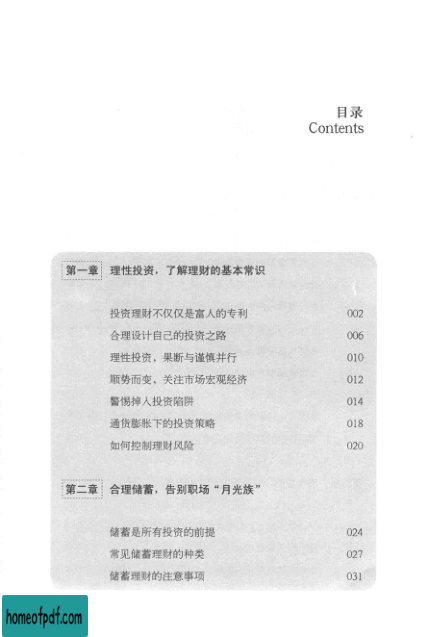 目录
Contents
第一章 理性投资，了解理财的基本常识
投资理财不仅仅是富人的专利 002
合理设计自己的投资之路 006
理性投资，果断与谨慎并行 010
顺势而变，关注市场宏观经济 012
警惕掉入投资陷阱 014
通货膨胀下的投资策略 018
如何控制理财风险 020
第二章 合理储蓄，告别职场“月光族”
储蓄是所有投资的前提 024
常见储蓄理财的种类 027
储蓄理财的注意事项 031
homeofpdf.com